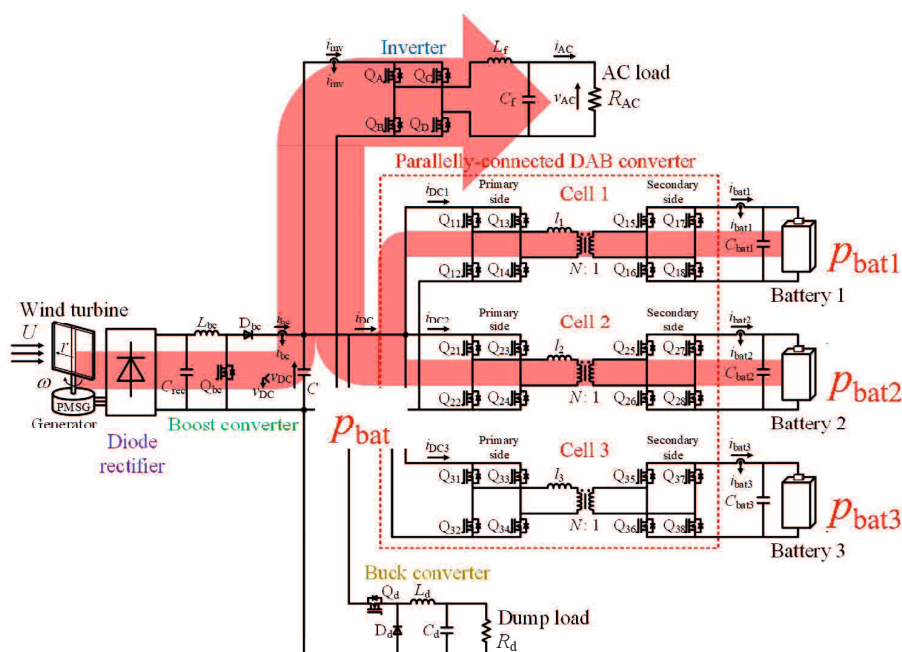 i_inv
i_inv
Inverter
Q_A
Q_C
Q_B
Q_D
L_f
C_f
i_AC
v_AC
AC load
R_AC
Parallelly-connected DAB converter
i_DC1
Primary
side
Cell 1
Secondary
side
i_bat1
Q_11
Q_13
l_1
Q_15
Q_17
i_bat1
C_bat1
Q_12
Q_14
N: 1
Q_16
Q_18
p_bat1
Battery 1
Wind turbine
U
r
ω
PMSG
Generator
Diode
rectifier
L_bc
D_bc
i_bc
i_bc
C_rec
Q_bc
v_DC
v_DC
C
Boost converter
i_DC
i_DC2
Primary
side
Cell 2
Secondary
side
i_bat2
Q_21
Q_23
l_2
Q_25
Q_27
i_bat2
C_bat2
Q_22
Q_24
N: 1
Q_26
Q_28
p_bat2
Battery 2
p_bat
i_DC3
Primary
side
Cell 3
Secondary
side
i_bat3
Q_31
Q_33
l_3
Q_35
Q_37
i_bat3
C_bat3
Q_32
Q_34
N: 1
Q_36
Q_38
p_bat3
Battery 3
Buck converter
Q_d
L_d
D_d
C_d
Dump load
R_d